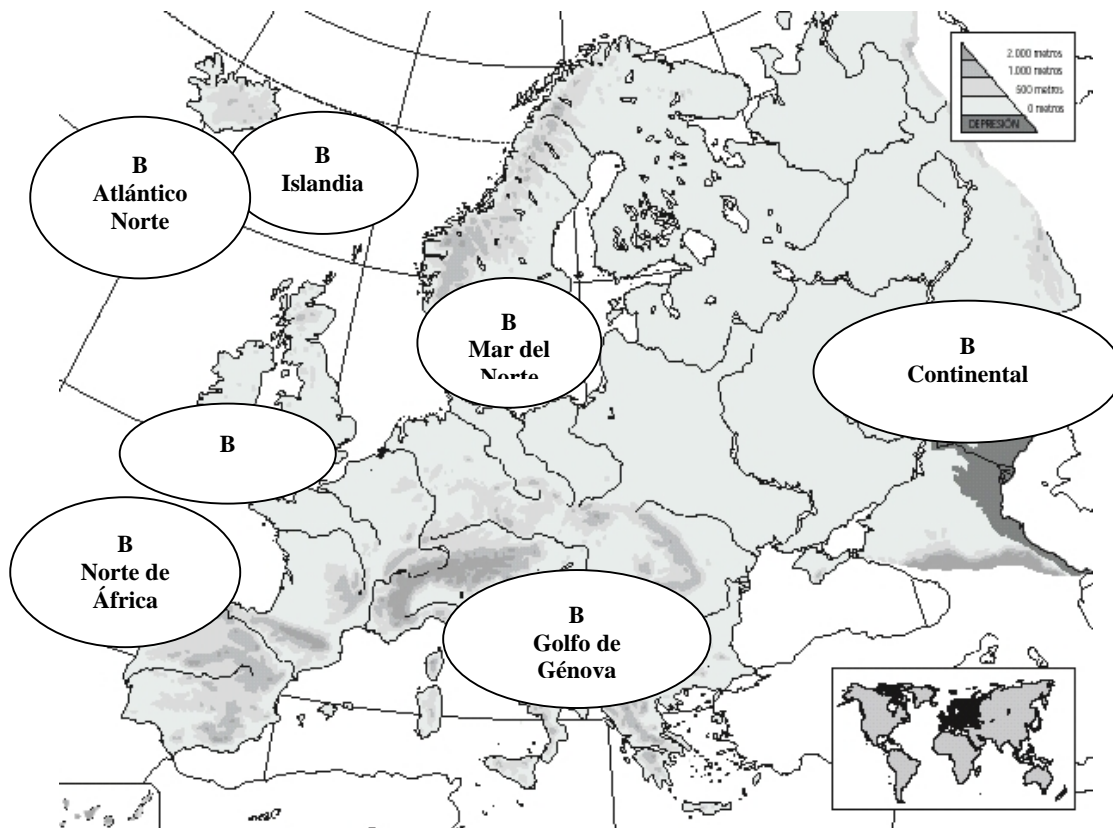 2.000 metros
1.000 metros
500 metros
0 metros
DEPRESIÓN
B
Atlántico
Norte
B
Islandia
B
Mar del
Norte
B
Continental
B
B
Norte de
África
B
Golfo de
Génova